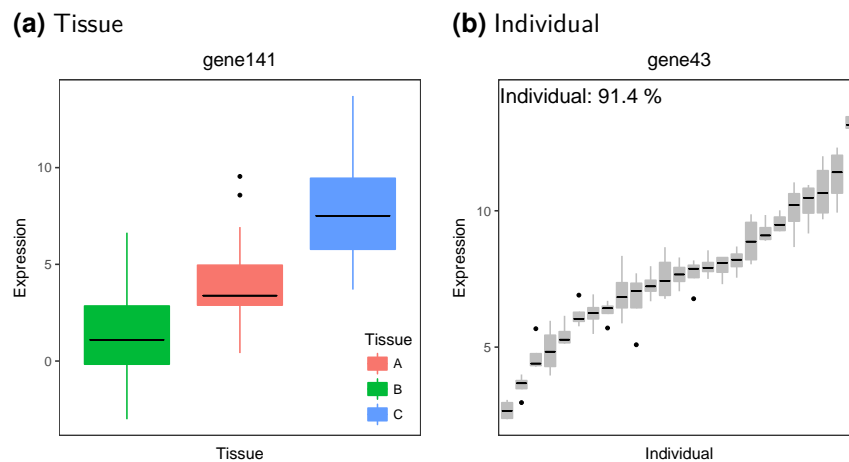 (a) Tissue
gene141
Expression
10
5
0
Tissue
A
B
C
Tissue
(b) Individual
gene43
Individual: 91.4 %
Expression
10
5
Individual